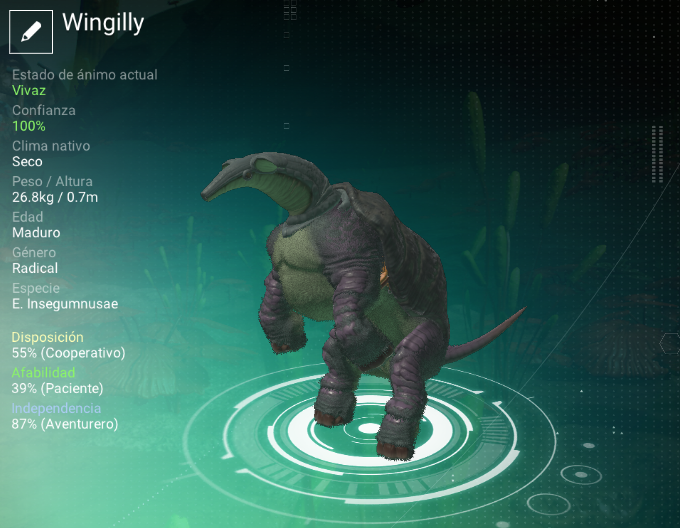 Wingilly
Estado de ánimo actual
Vivaz
Confianza
100%
Clima nativo
Seco
Peso / Altura
26.8kg / 0.7m
Edad
Maduro
Género
Radical
Especie
E. Insegumnusae
Disposición
55% (Cooperativo)
Afabilidad
39% (Paciente)
Independencia
87% (Aventurero)